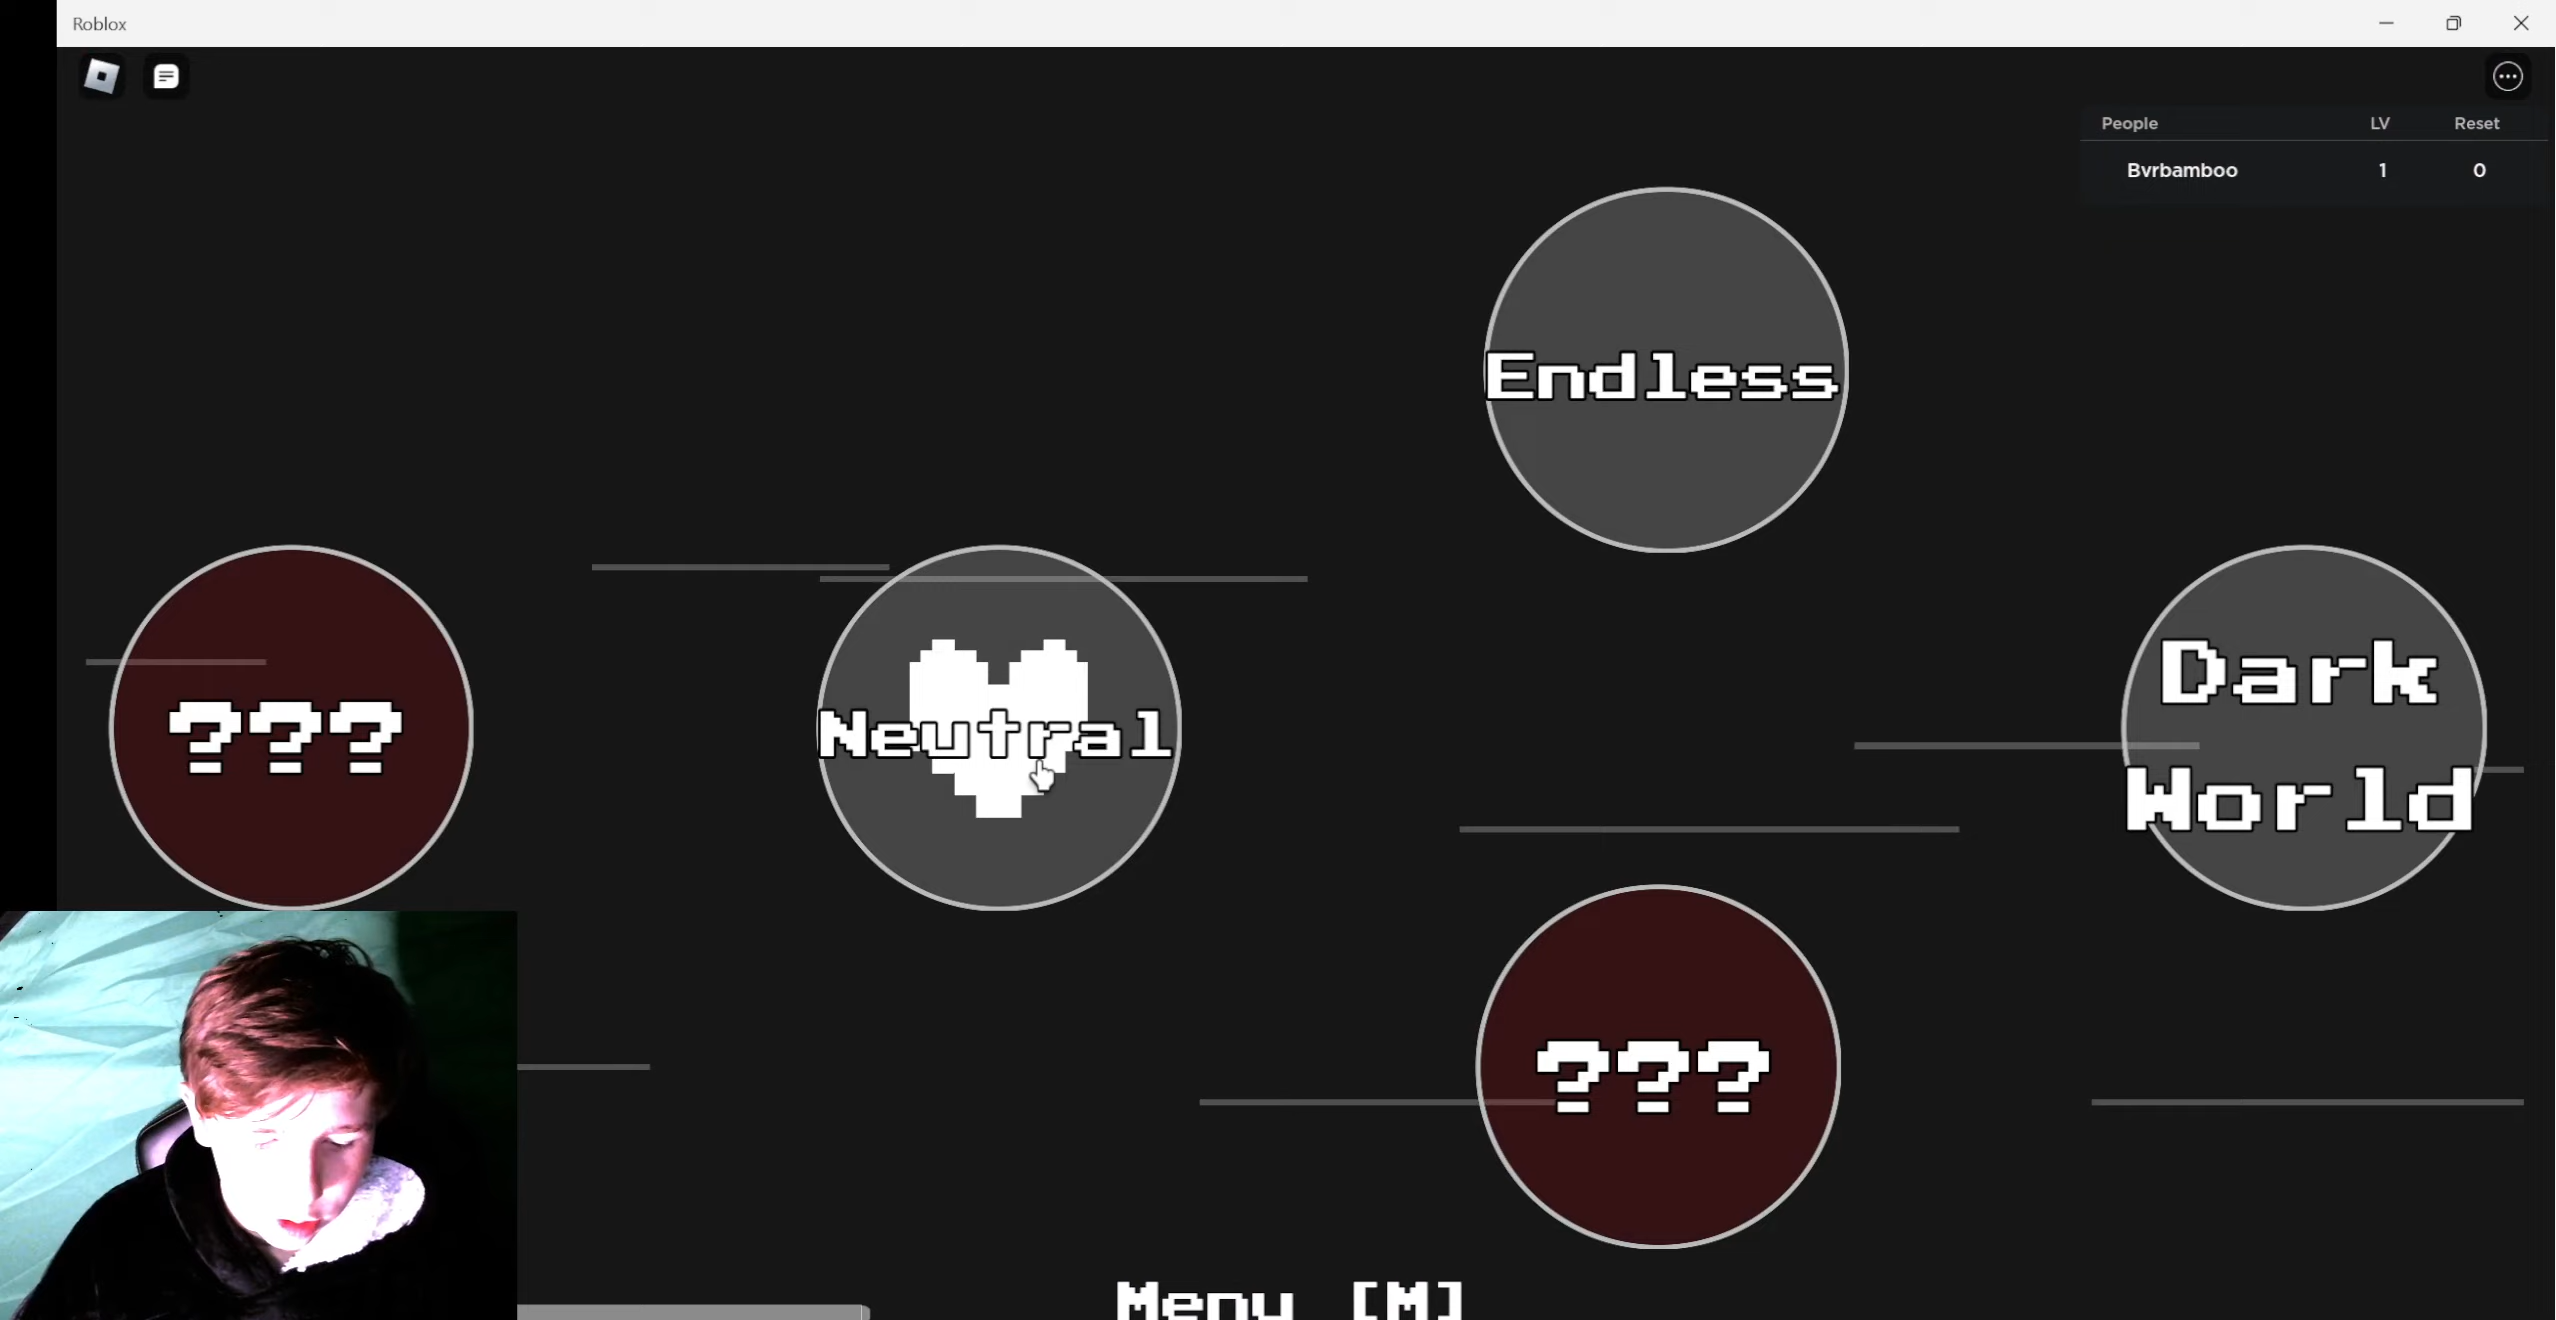 Roblox
People LV Reset
Bvrbamboo 1 0
Endless
???
Neutral
Dark
World
???
Menu [M]